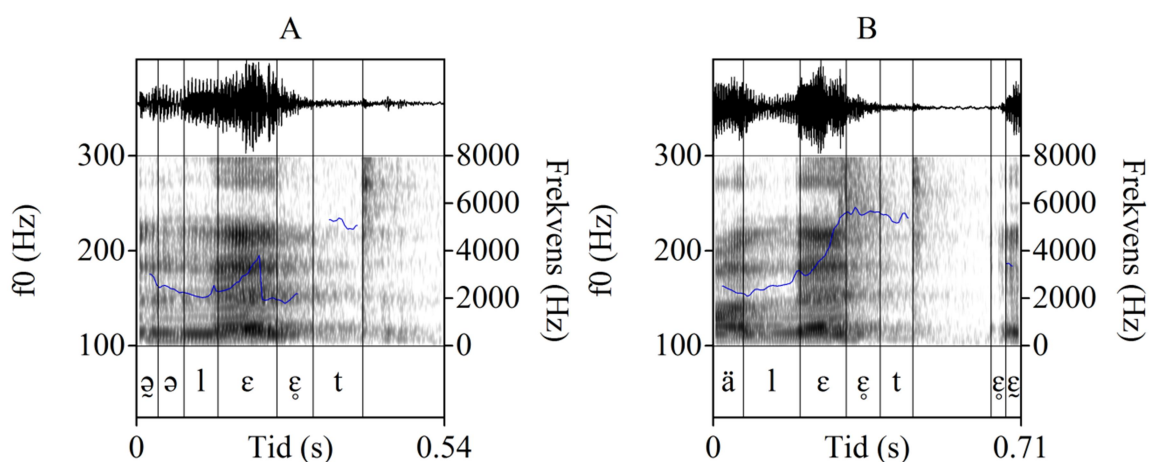 A
B
300
200
100
f0 (Hz)
8000
6000
4000
2000
0
Frekvens (Hz)
ə̰ ə l ɛ ɛ̥ t
0
Tid (s)
0.54
300
200
100
f0 (Hz)
8000
6000
4000
2000
0
Frekvens (Hz)
ä l ɛ ɛ̥ t ɛ̥ ɛ̰
0
Tid (s)
0.71